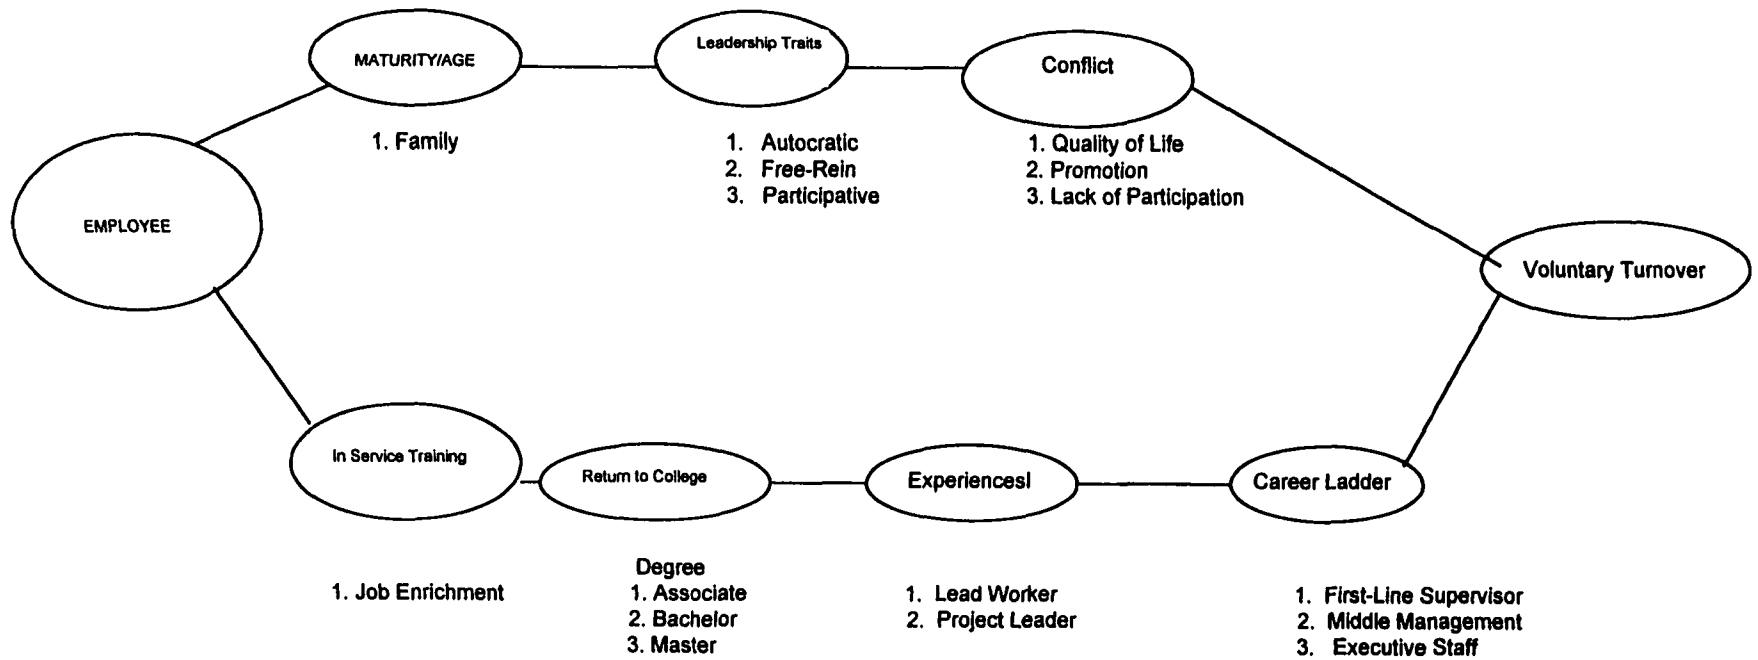 MATURITY/AGE
Leadership Traits
Conflict
1. Family
1. Autocratic
2. Free-Rein
3. Participative
1. Quality of Life
2. Promotion
3. Lack of Participation
EMPLOYEE
Voluntary Turnover
In Service Training
Return to College
Experiencesl
Career Ladder
1. Job Enrichment
Degree
1. Associate
2. Bachelor
3. Master
1. Lead Worker
2. Project Leader
1. First-Line Supervisor
2. Middle Management
3. Executive Staff